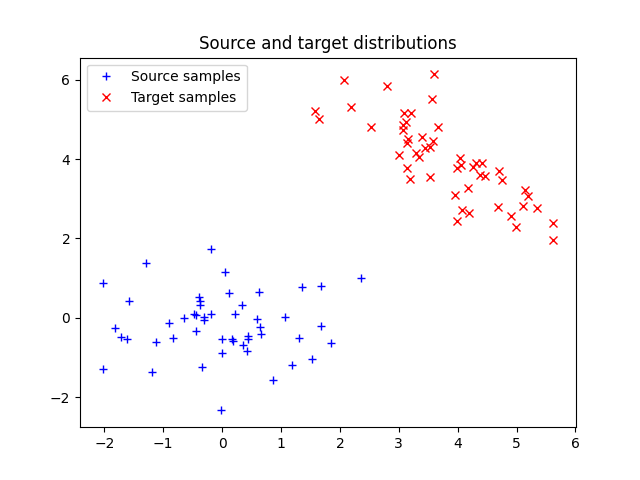 Source and target distributions
Source samples
Target samples
6
4
2
0
−2
−2 −1 0 1 2 3 4 5 6